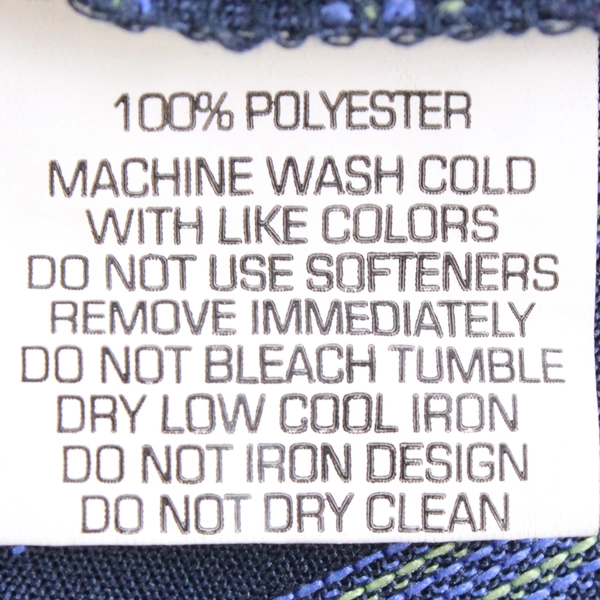 100% POLYESTER
MACHINE WASH COLD
WITH LIKE COLORS
DO NOT USE SOFTENERS
REMOVE IMMEDIATELY
DO NOT BLEACH TUMBLE
DRY LOW COOL IRON
DO NOT IRON DESIGN
DO NOT DRY CLEAN